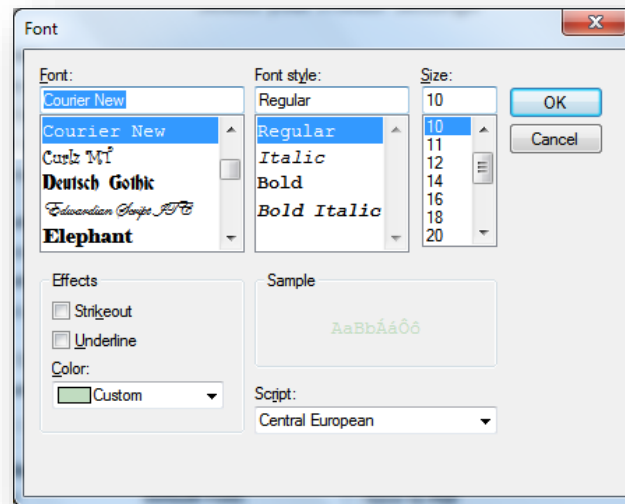 Font
Font: Font style: Size:
Courier New Regular 10 OK
Courier New Regular 10 Cancel
Curlz MT Italic 11
Deutsch Gothic Bold 12
Edwardian Script ITC Bold Italic 14
Elephant 16
18
20
Effects Sample
Strikeout
Underline AaBbÁáÔô
Color:
Custom Script:
Central European